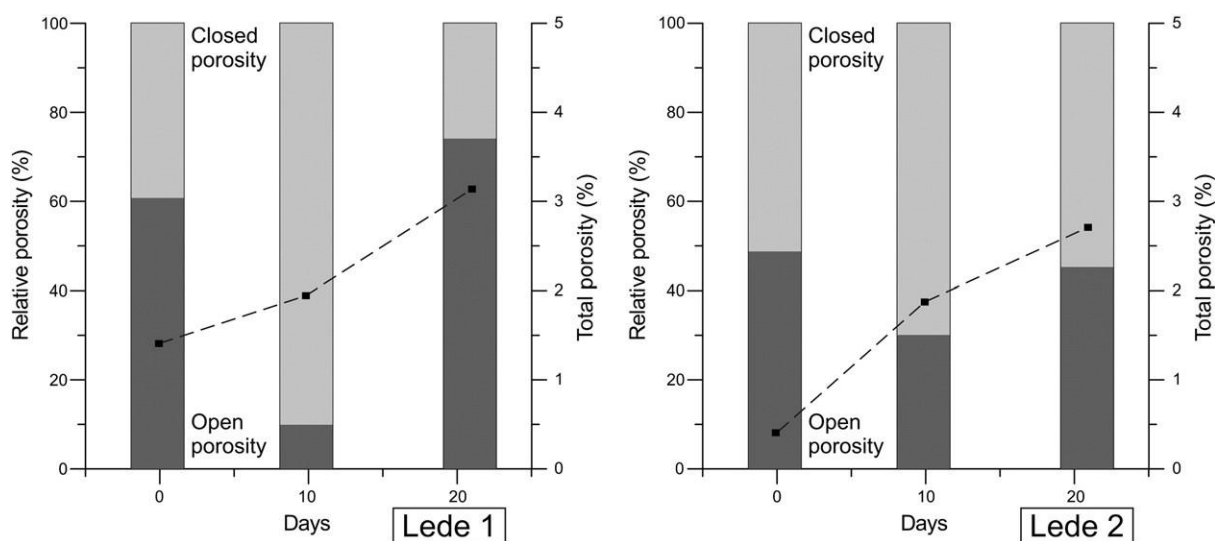 100
80
60
40
20
0
Relative porosity (%)
Closed
porosity
Open
porosity
5
4
3
2
1
0
Total porosity (%)
0
10
20
Days
Lede 1
100
80
60
40
20
0
Relative porosity (%)
Closed
porosity
Open
porosity
5
4
3
2
1
0
Total porosity (%)
0
10
20
Days
Lede 2